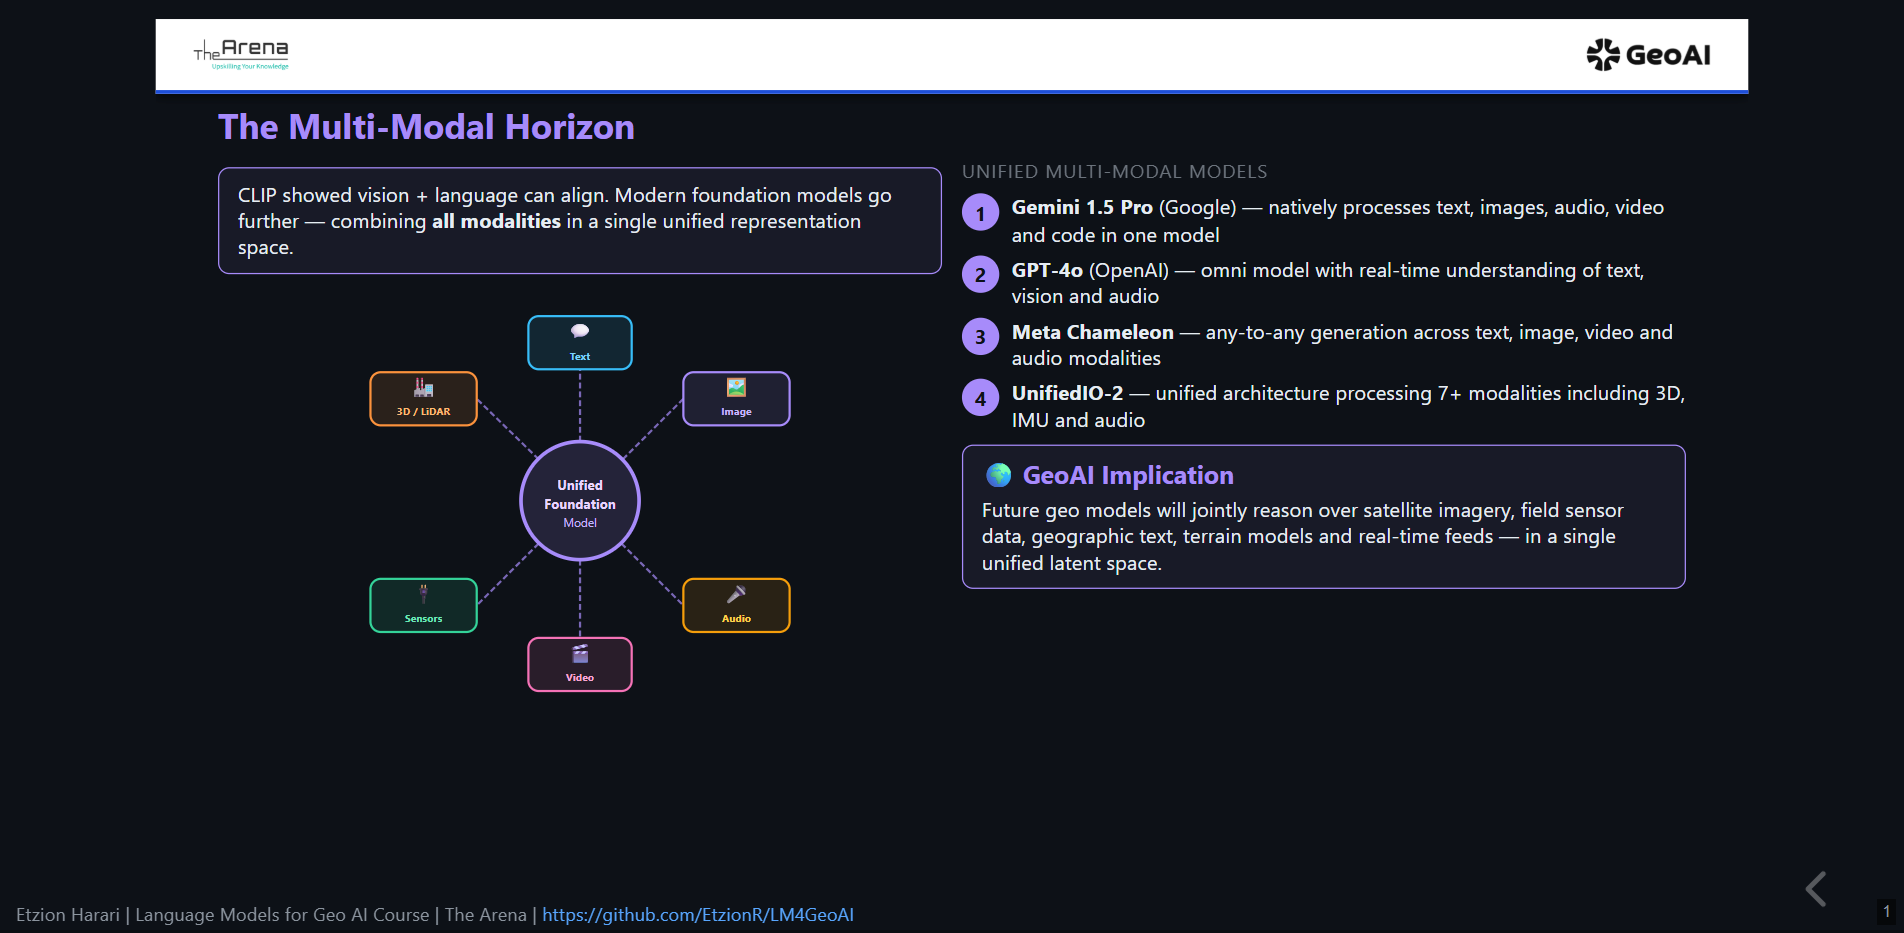 The Arena
Upskilling Your Knowledge
GeoAI
The Multi-Modal Horizon
CLIP showed vision + language can align. Modern foundation models go
further — combining all modalities in a single unified representation
space.
Text
3D / LiDAR
Image
Unified
Foundation
Model
Sensors
Audio
Video
UNIFIED MULTI-MODAL MODELS
1 Gemini 1.5 Pro (Google) — natively processes text, images, audio, video
and code in one model
2 GPT-4o (OpenAI) — omni model with real-time understanding of text,
vision and audio
3 Meta Chameleon — any-to-any generation across text, image, video and
audio modalities
4 UnifiedIO-2 — unified architecture processing 7+ modalities including 3D,
IMU and audio
GeoAI Implication
Future geo models will jointly reason over satellite imagery, field sensor
data, geographic text, terrain models and real-time feeds — in a single
unified latent space.
Etzion Harari | Language Models for Geo AI Course | The Arena | https://github.com/EtzionR/LM4GeoAI
1